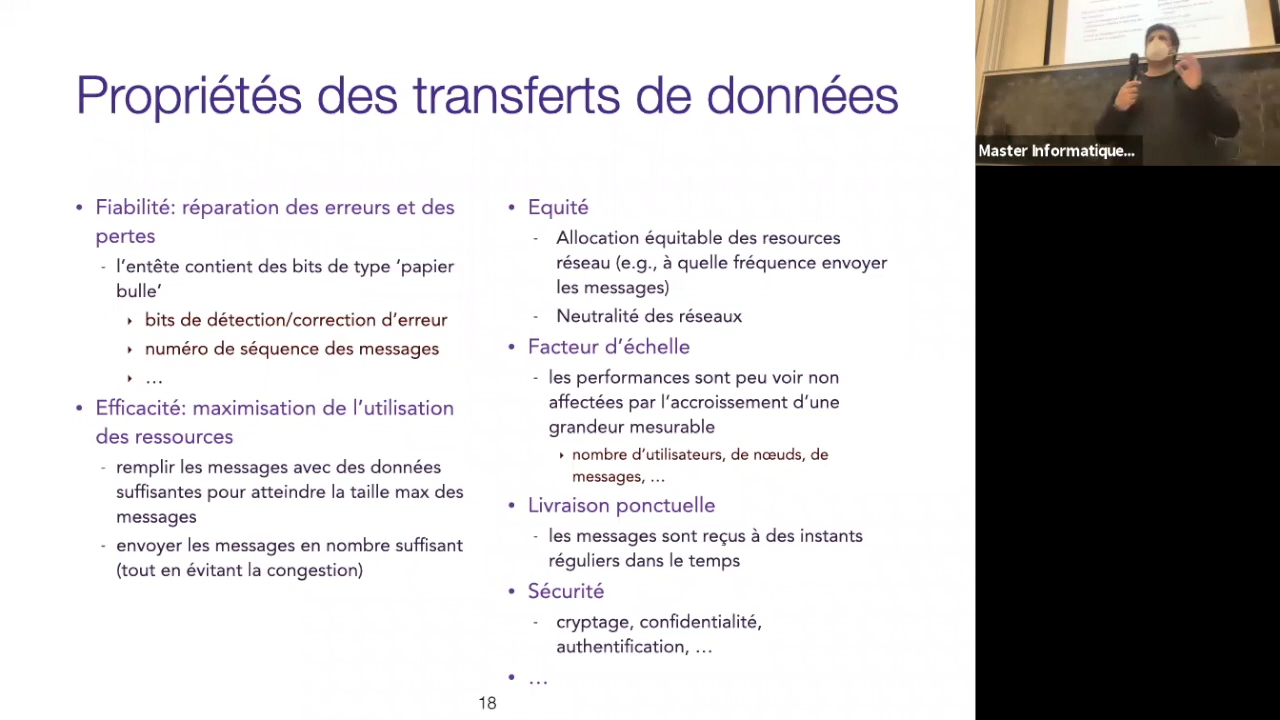 Propriétés des transferts de données
• Fiabilité: réparation des erreurs et des
pertes
- l’entête contient des bits de type ‘papier
bulle’
‣ bits de détection/correction d’erreur
‣ numéro de séquence des messages
‣ …
• Efficacité: maximisation de l’utilisation
des ressources
- remplir les messages avec des données
suffisantes pour atteindre la taille max des
messages
- envoyer les messages en nombre suffisant
(tout en évitant la congestion)
• Equité
- Allocation équitable des resources
réseau (e.g., à quelle fréquence envoyer
les messages)
- Neutralité des réseaux
• Facteur d’échelle
- les performances sont peu voir non
affectées par l’accroissement d’une
grandeur mesurable
‣ nombre d’utilisateurs, de nœuds, de
messages, …
• Livraison ponctuelle
- les messages sont reçus à des instants
réguliers dans le temps
• Sécurité
- cryptage, confidentialité,
authentification, …
• …
18
Master Informatique...